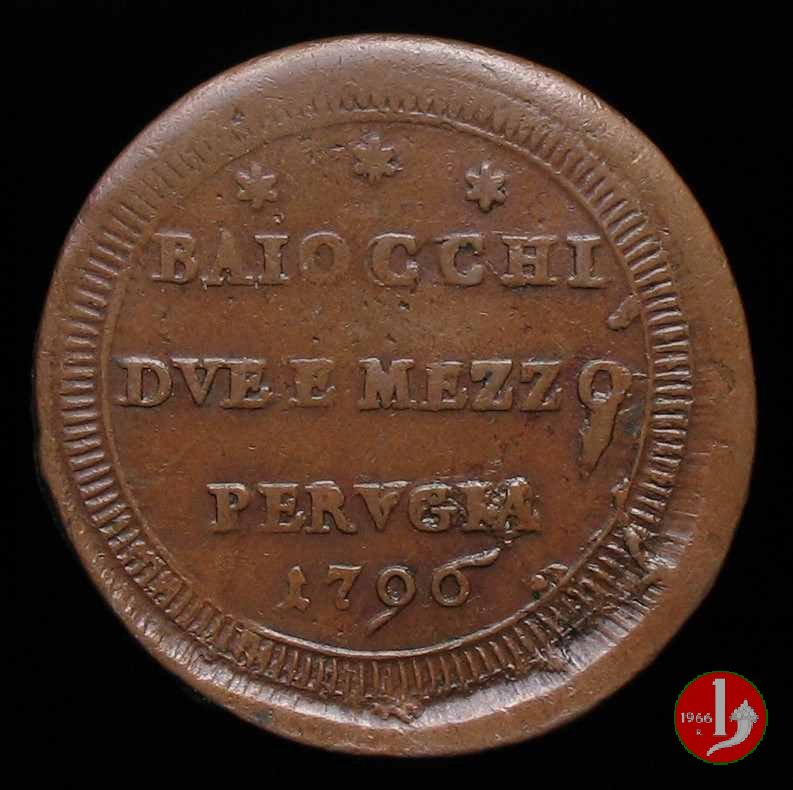 BAIOCCHI
DVE E MEZZO
PERVGIA
1796
1966
R